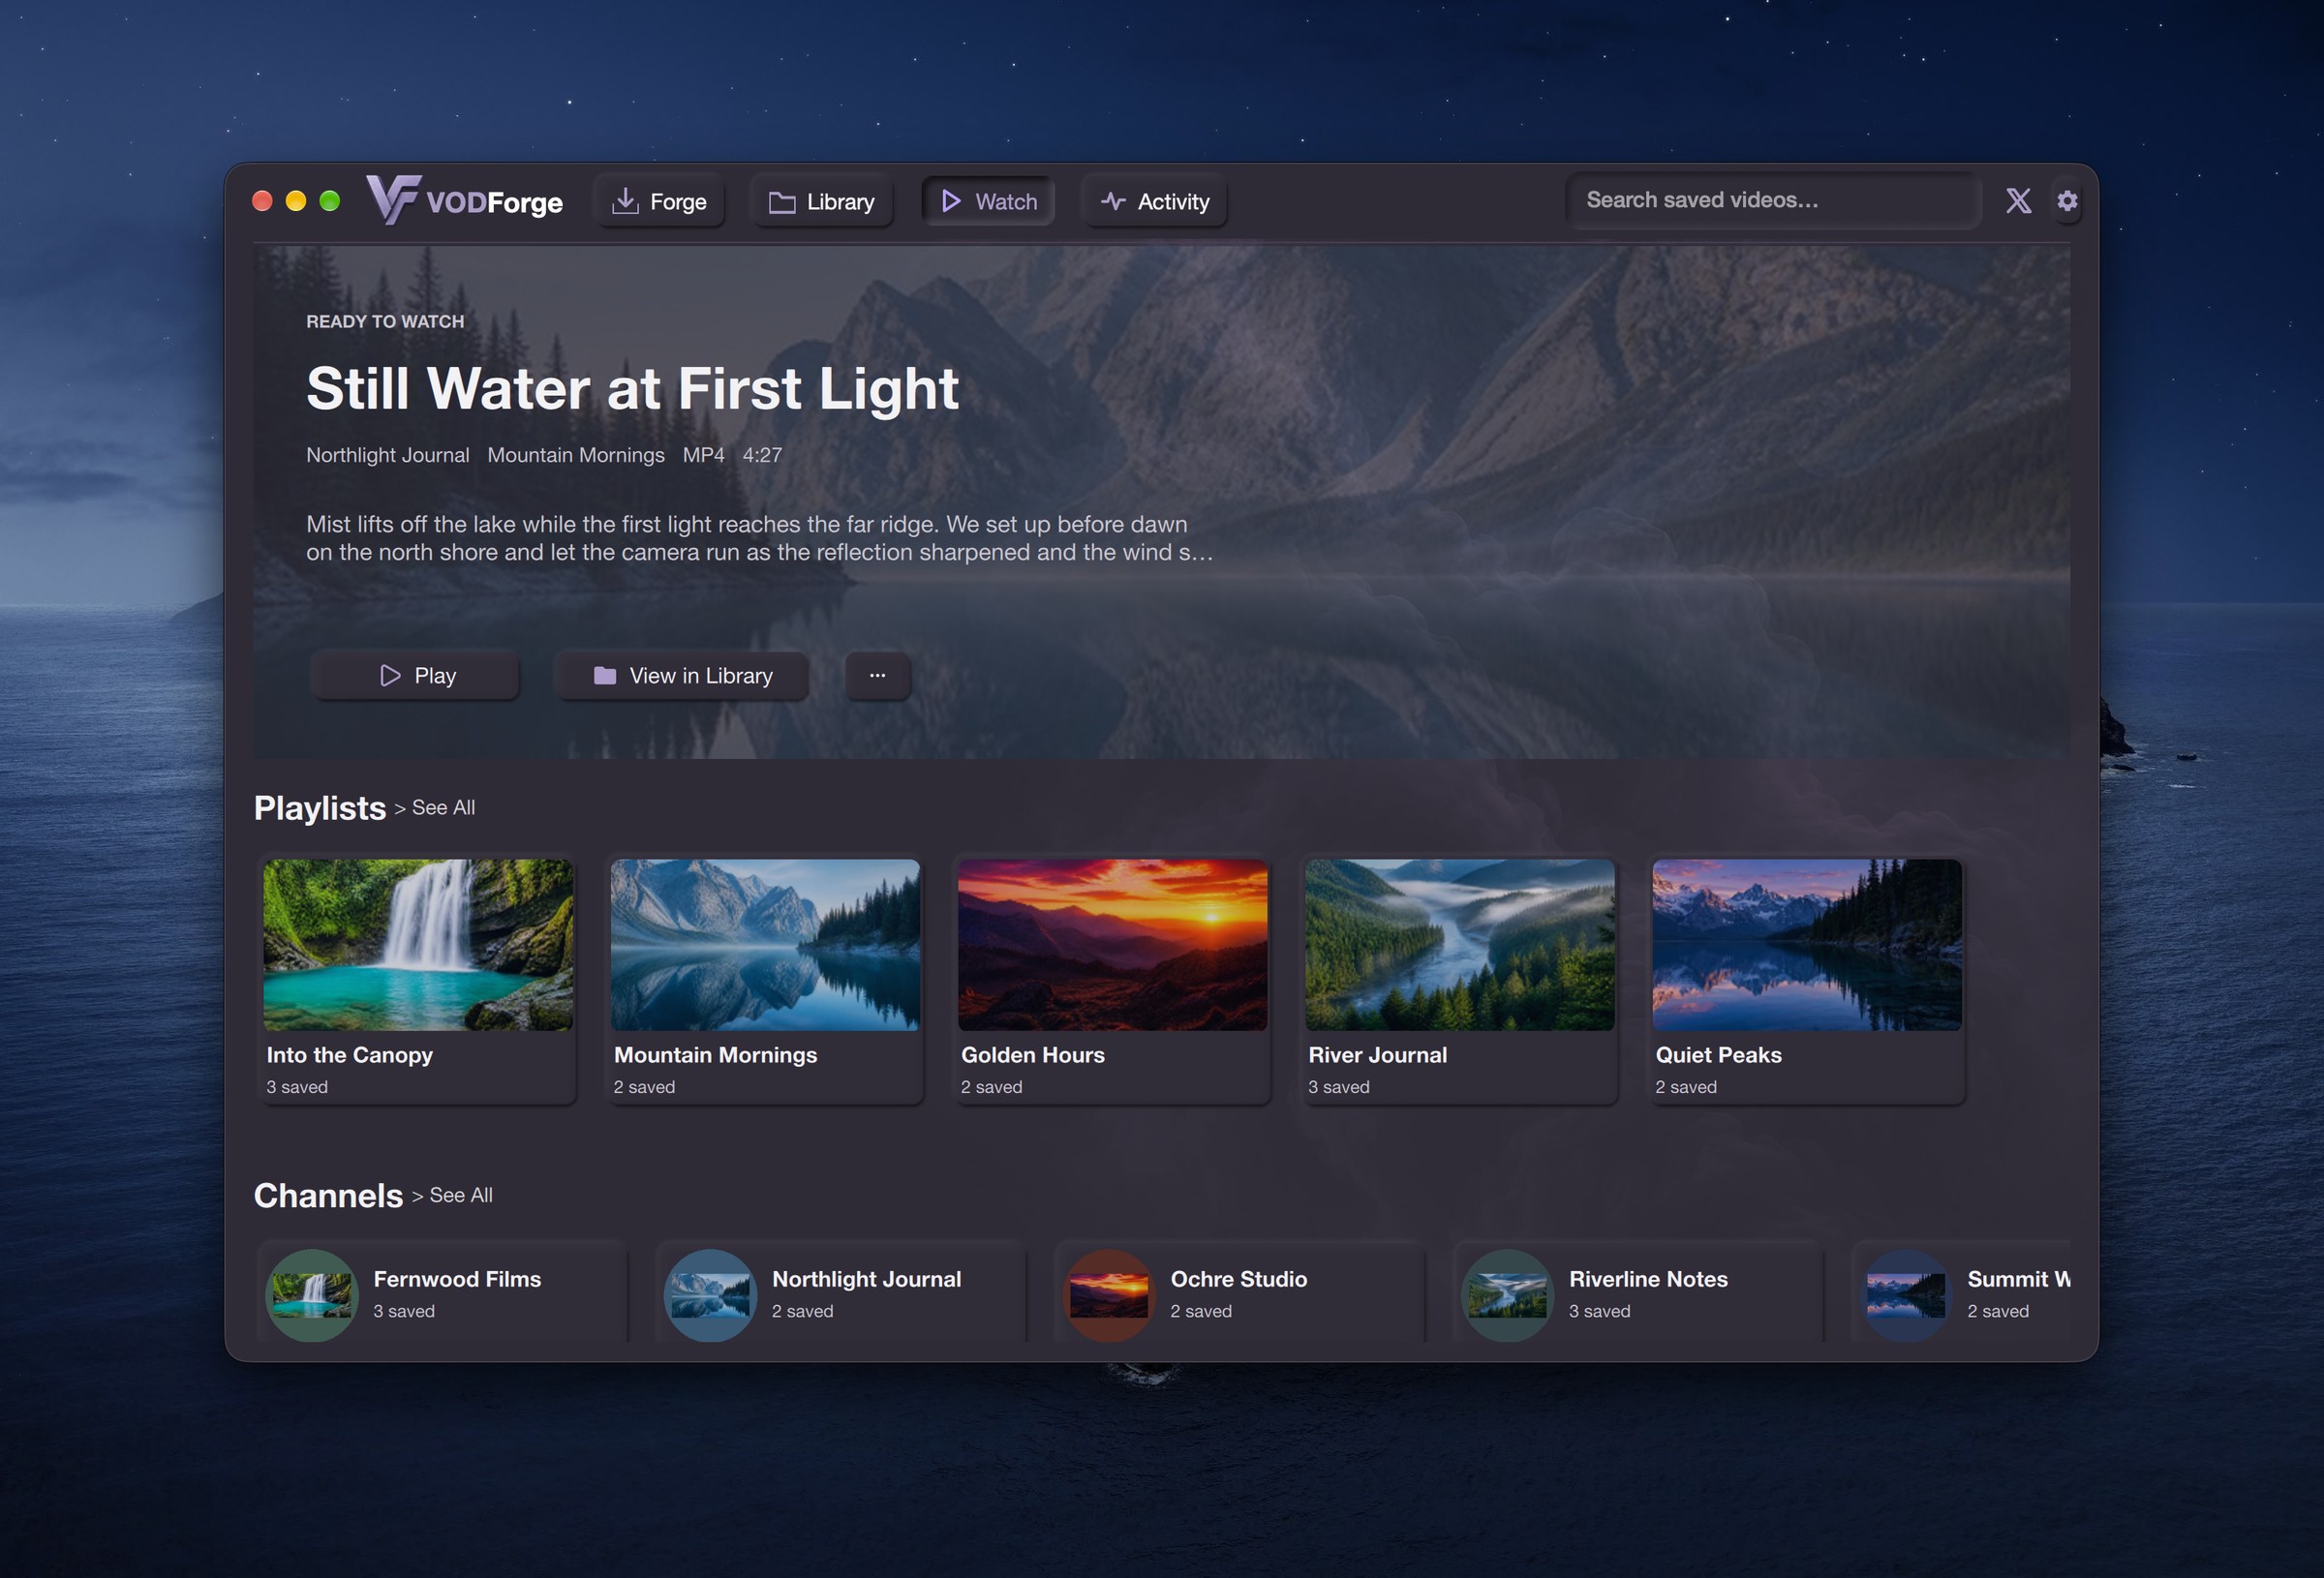 VODForge
Forge
Library
Watch
Activity
Search saved videos...
READY TO WATCH
Still Water at First Light
Northlight Journal Mountain Mornings MP4 4:27
Mist lifts off the lake while the first light reaches the far ridge. We set up before dawn
on the north shore and let the camera run as the reflection sharpened and the wind s...
Play
View in Library
...
Playlists > See All
Into the Canopy
3 saved
Mountain Mornings
2 saved
Golden Hours
2 saved
River Journal
3 saved
Quiet Peaks
2 saved
Channels > See All
Fernwood Films
3 saved
Northlight Journal
2 saved
Ochre Studio
2 saved
Riverline Notes
3 saved
Summit
2 saved